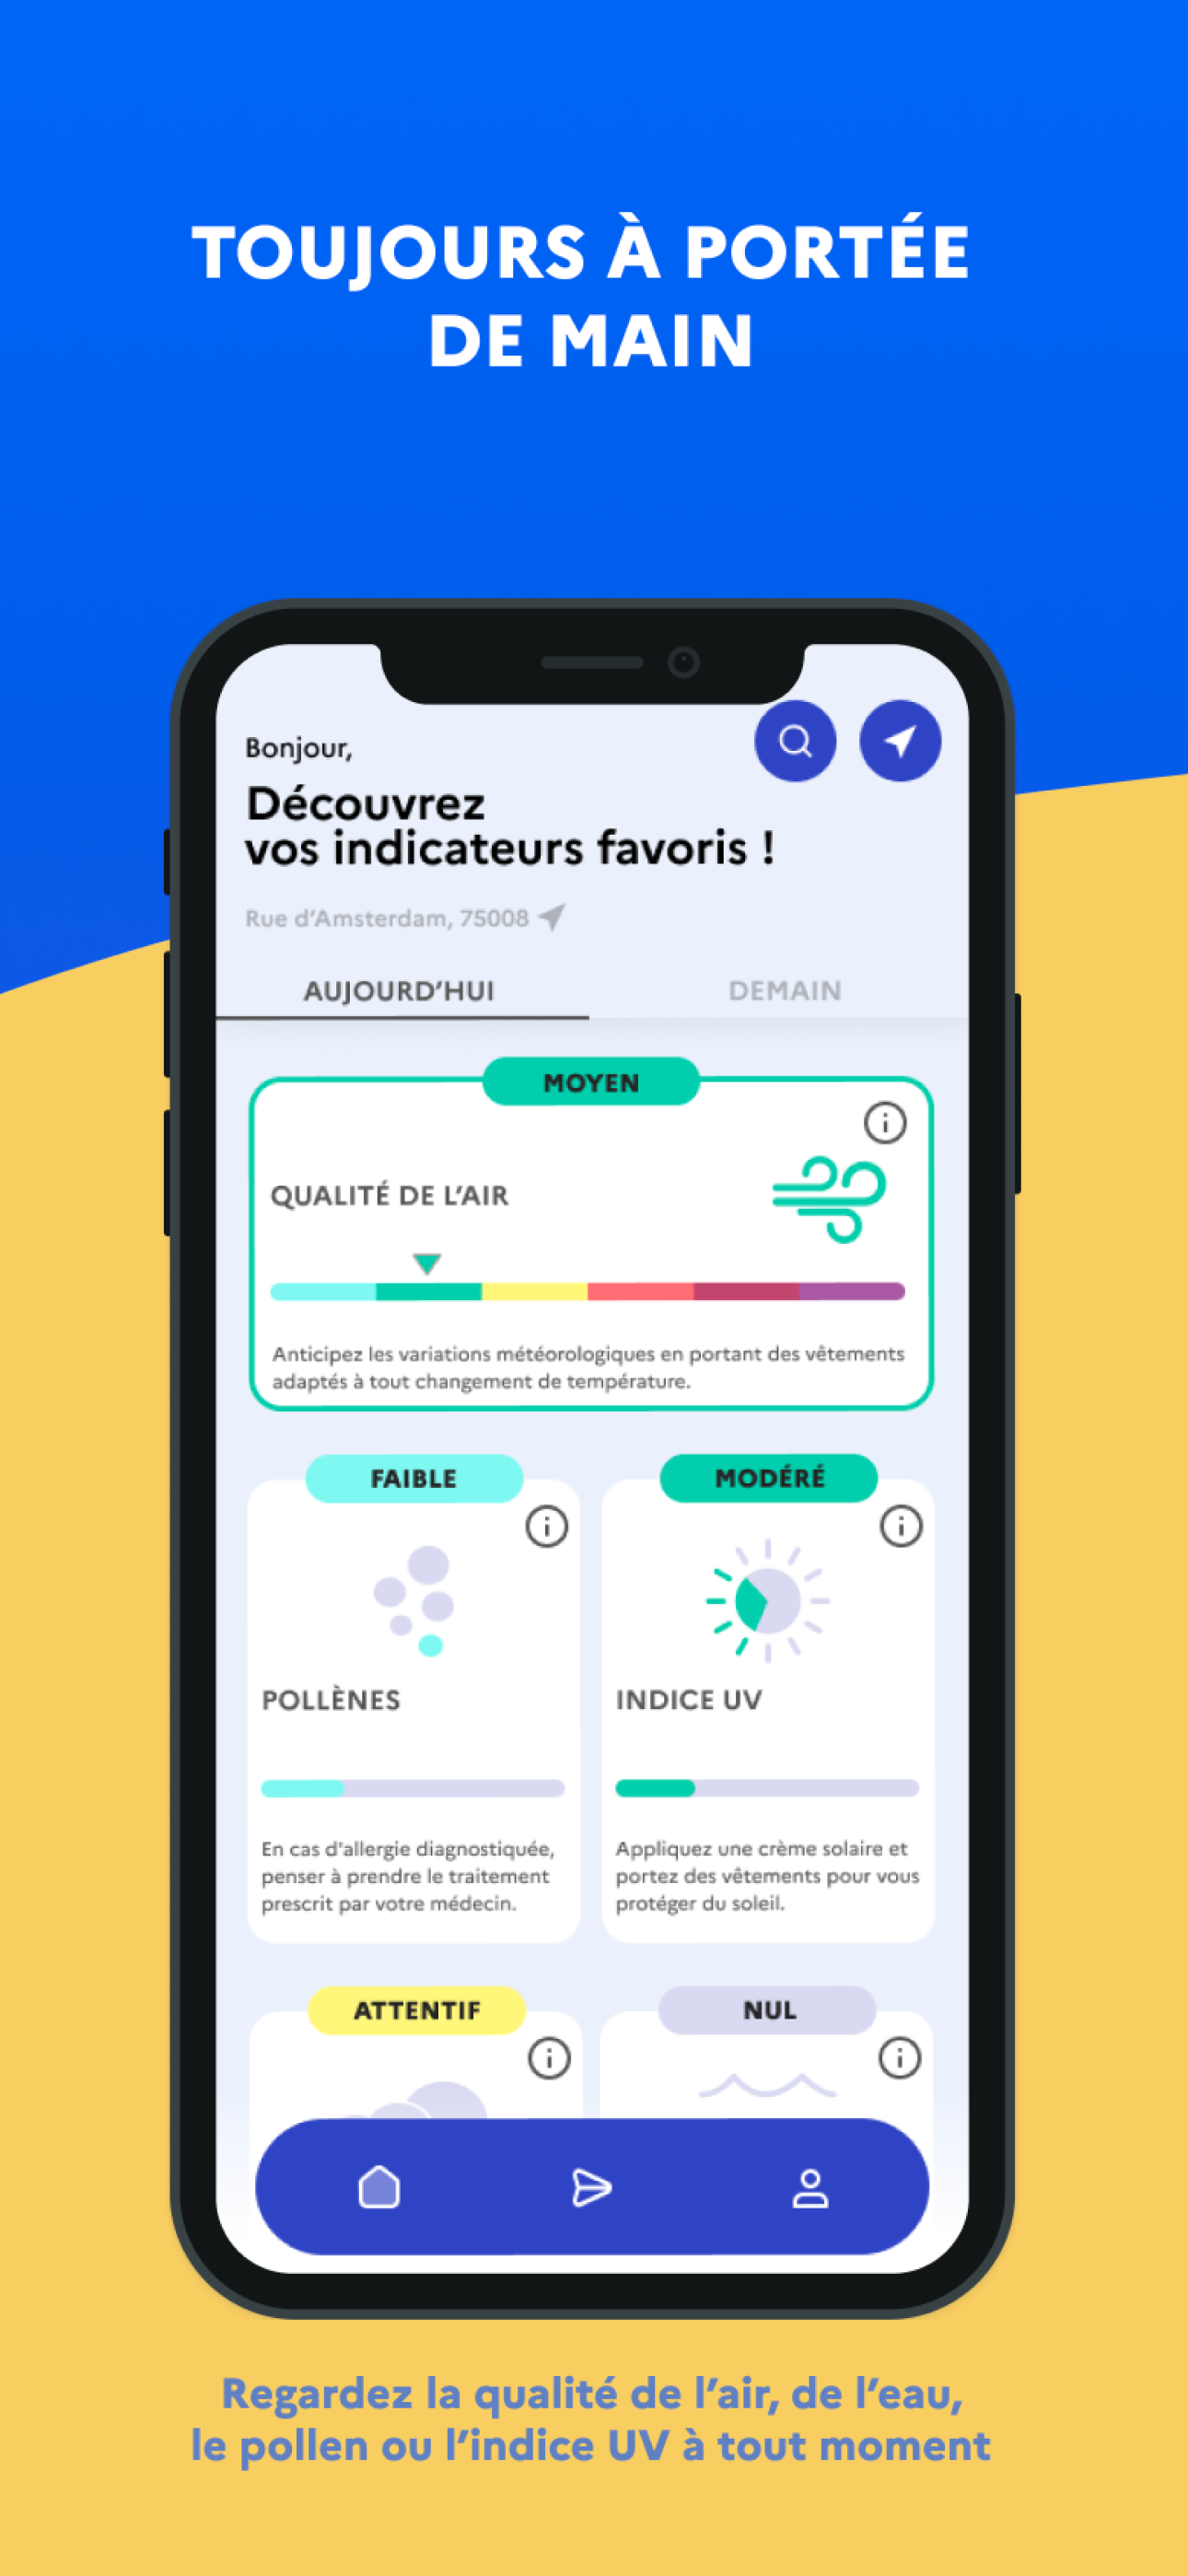 TOUJOURS À PORTÉE
DE MAIN
Bonjour,
Découvrez
vos indicateurs favoris !
Rue d’Amsterdam, 75008
AUJOURD’HUI
DEMAIN
MOYEN
QUALITÉ DE L’AIR
Anticipez les variations météorologiques en portant des vêtements
adaptés à tout changement de température.
FAIBLE
POLLÈNES
En cas d'allergie diagnostiquée,
penser à prendre le traitement
prescrit par votre médecin.
MODÉRÉ
INDICE UV
Appliquez une crème solaire et
portez des vêtements pour vous
protéger du soleil.
ATTENTIF
NUL
Regardez la qualité de l’air, de l’eau,
le pollen ou l’indice UV à tout moment